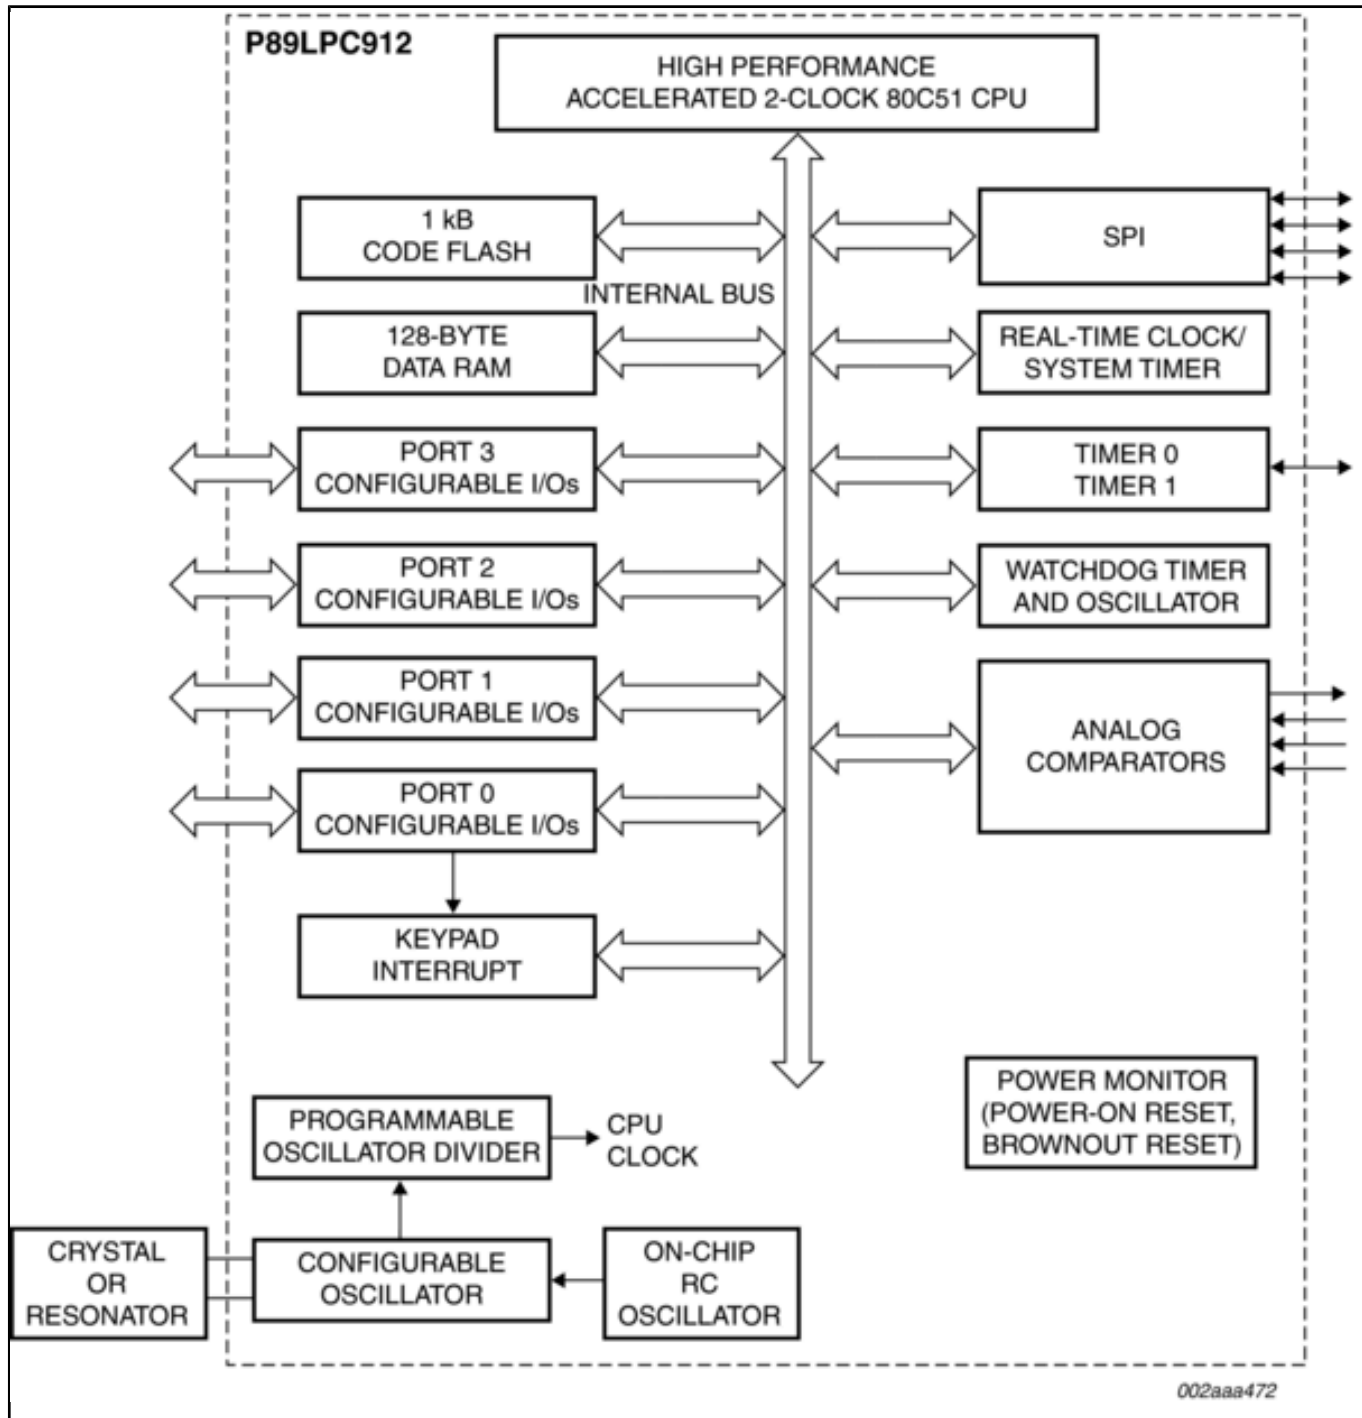 P89LPC912
HIGH PERFORMANCE
ACCELERATED 2-CLOCK 80C51 CPU
1 kB
CODE FLASH
SPI
INTERNAL BUS
128-BYTE
DATA RAM
REAL-TIME CLOCK/
SYSTEM TIMER
PORT 3
CONFIGURABLE I/Os
TIMER 0
TIMER 1
PORT 2
CONFIGURABLE I/Os
WATCHDOG TIMER
AND OSCILLATOR
PORT 1
CONFIGURABLE I/Os
ANALOG
COMPARATORS
PORT 0
CONFIGURABLE I/Os
KEYPAD
INTERRUPT
POWER MONITOR
(POWER-ON RESET,
BROWNOUT RESET)
PROGRAMMABLE
OSCILLATOR DIVIDER
CPU
CLOCK
CRYSTAL
OR
RESONATOR
CONFIGURABLE
OSCILLATOR
ON-CHIP
RC
OSCILLATOR
002aaa472